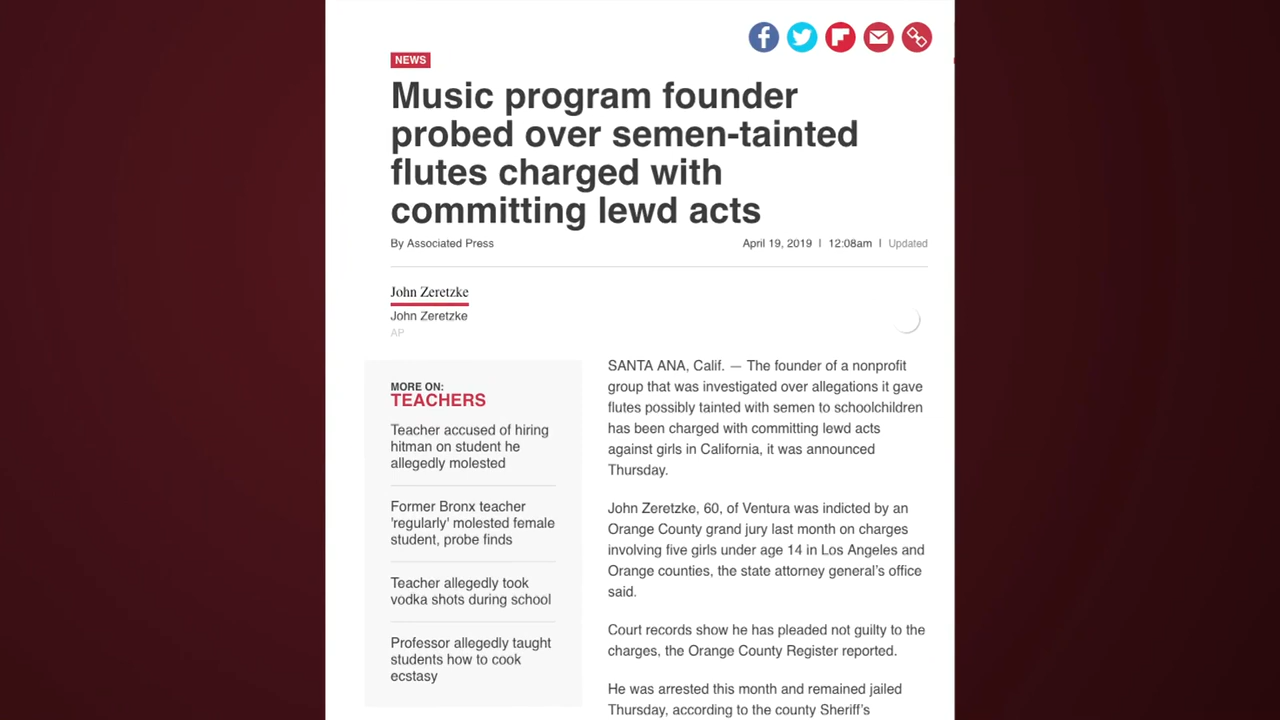 NEWS
Music program founder
probed over semen-tainted
flutes charged with
committing lewd acts
By Associated Press
April 19, 2019 | 12:08am | Updated
John Zeretzke
John Zeretzke
AP
MORE ON:
TEACHERS
Teacher accused of hiring
hitman on student he
allegedly molested
Former Bronx teacher
'regularly' molested female
student, probe finds
Teacher allegedly took
vodka shots during school
Professor allegedly taught
students how to cook
ecstasy
SANTA ANA, Calif. — The founder of a nonprofit
group that was investigated over allegations it gave
flutes possibly tainted with semen to schoolchildren
has been charged with committing lewd acts
against girls in California, it was announced
Thursday.
John Zeretzke, 60, of Ventura was indicted by an
Orange County grand jury last month on charges
involving five girls under age 14 in Los Angeles and
Orange counties, the state attorney general's office
said.
Court records show he has pleaded not guilty to the
charges, the Orange County Register reported.
He was arrested this month and remained jailed
Thursday, according to the county Sheriff's